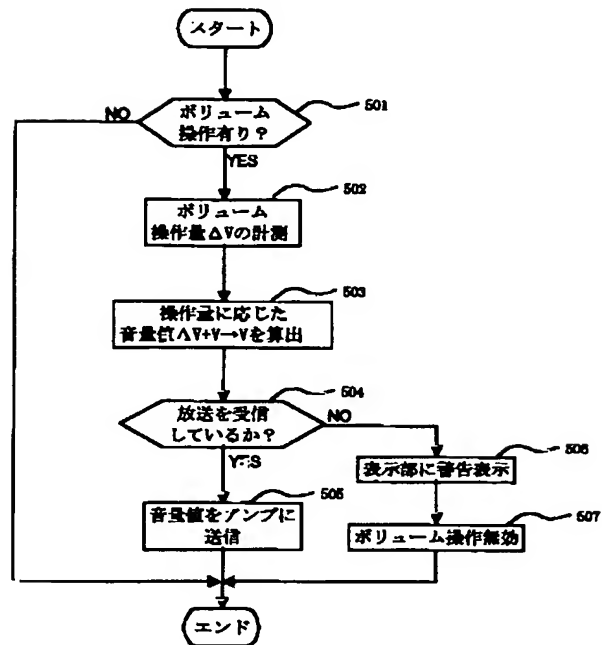 スタート
ボリューム
操作有り？
501
NO
YES
ボリューム
操作量△Vの計測
502
操作量に応じた
音量値△V+V→Vを算出
503
放送を受信
しているか？
504
NO
YES
音量値をアンプに
送信
505
表示部に警告表示
506
ボリューム操作無効
507
エンド